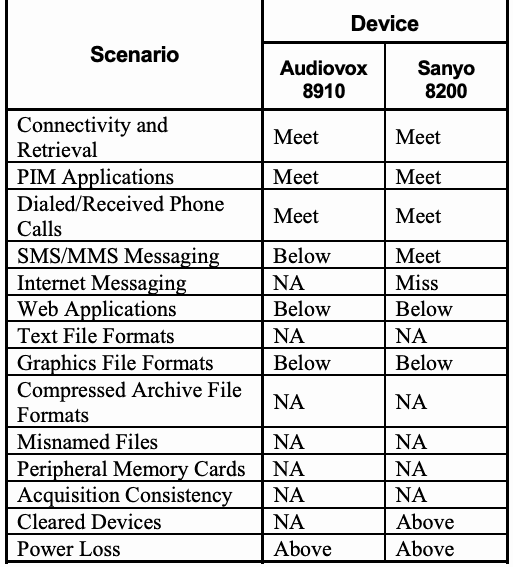 Scenario Device
Audiovox 8910 Sanyo 8200
Connectivity and Retrieval Meet Meet
PIM Applications Meet Meet
Dialed/Received Phone Calls Meet Meet
SMS/MMS Messaging Below Meet
Internet Messaging NA Miss
Web Applications Below Below
Text File Formats NA NA
Graphics File Formats Below Below
Compressed Archive File Formats NA NA
Misnamed Files NA NA
Peripheral Memory Cards NA NA
Acquisition Consistency NA NA
Cleared Devices NA Above
Power Loss Above Above